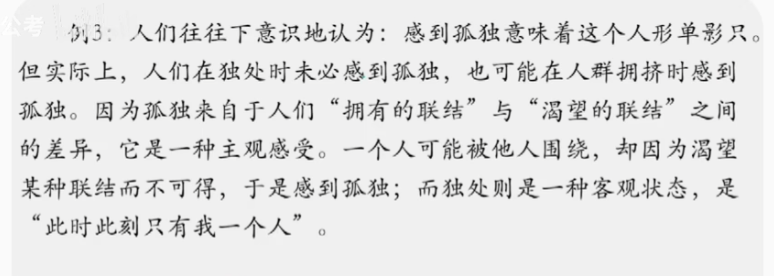 公考
例3：人们往往下意识地认为：感到孤独意味着这个人形单影只。
但实际上，人们在独处时未必感到孤独，也可能在人群拥挤时感到
孤独。因为孤独来自于人们“拥有的联结”与“渴望的联结”之间
的差异，它是一种主观感受。一个人可能被他人围绕，却因为渴望
某种联结而不可得，于是感到孤独；而独处则是一种客观状态，是
“此时此刻只有我一个人”。